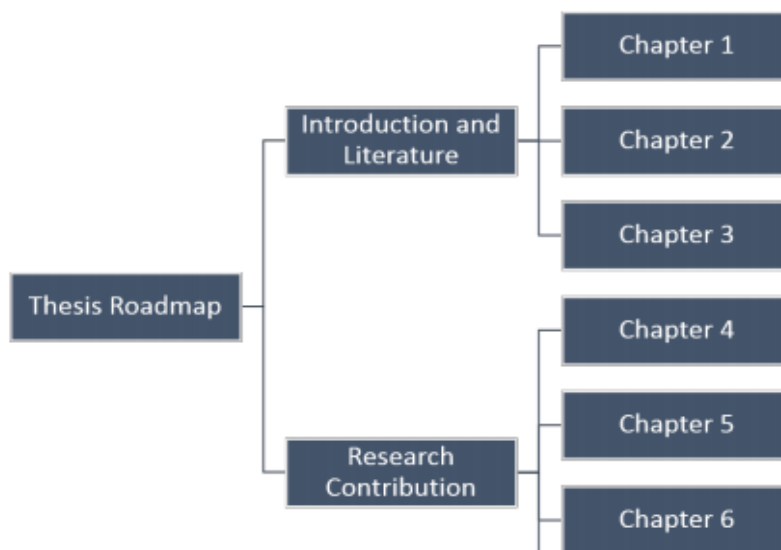 Chapter 1
Introduction and
Literature
Chapter 2
Chapter 3
Thesis Roadmap
Chapter 4
Chapter 5
Research
Contribution
Chapter 6